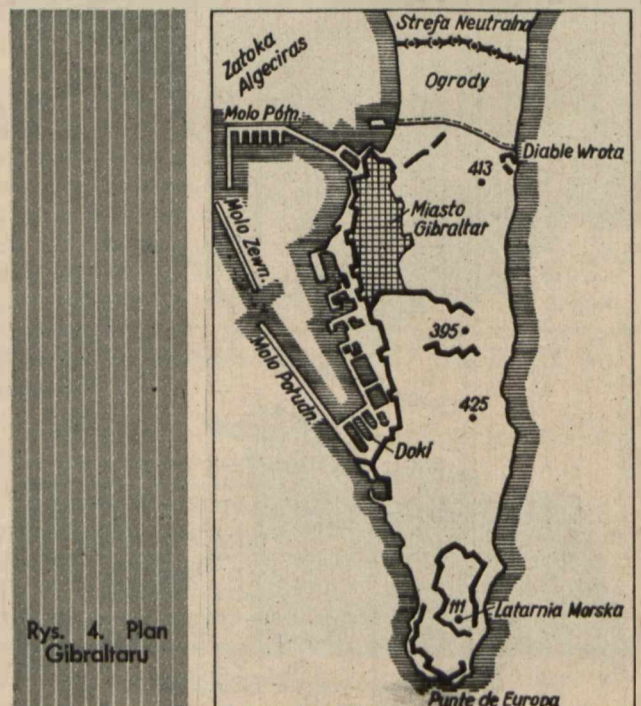 Strefa Neutralna
Zatoka
Algeciras
Ogrody
Molo Półn.
Diable Wrota
413
Miasto
Gibraltar
Molo Zewn.
395
Molo Połudn.
425
Doki
111
Latarnia Morska
Punte de Europa
Rys. 4. Plan
Gibraltaru